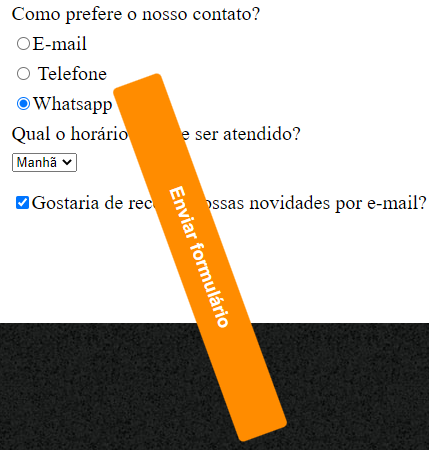 Como prefere o nosso contato?
E-mail
Telefone
Whatsapp
Qual o horário e ser atendido?
Manhã
Gostaria de rec ossas novidades por e-mail?
Enviar formulário